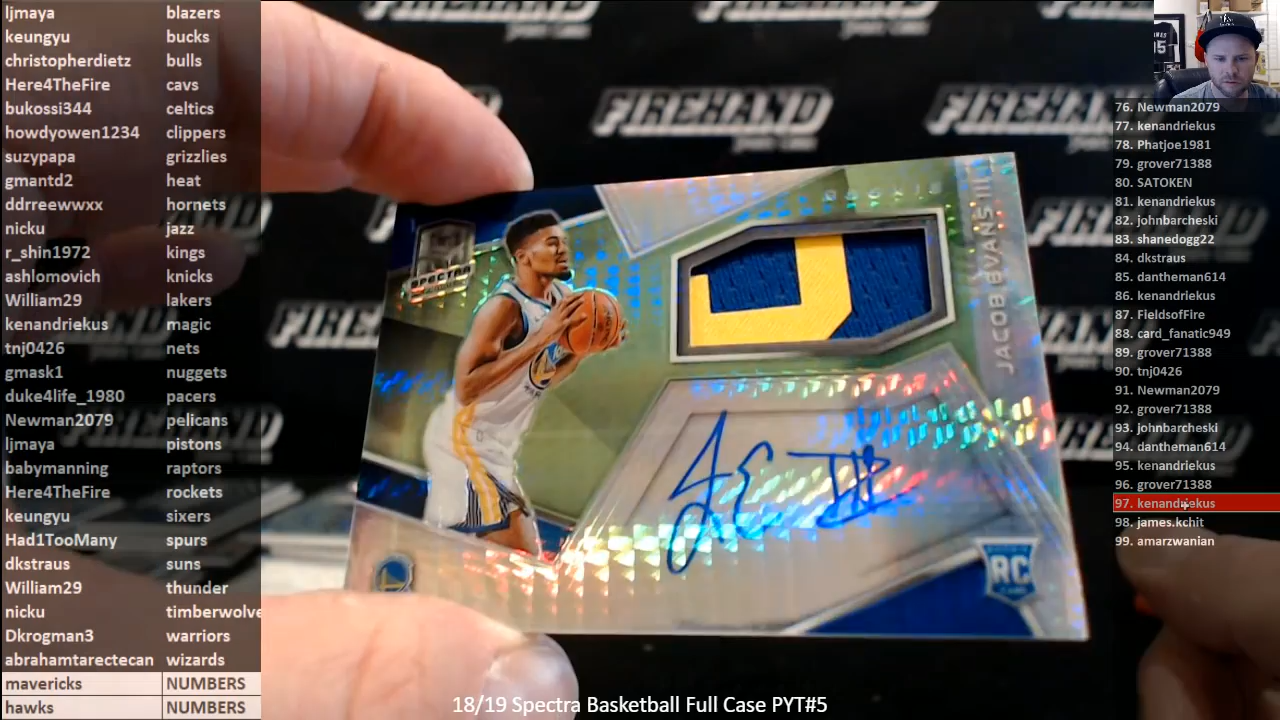 ljmaya blazers
keungyu bucks
christopherdietz bulls
Here4TheFire cavs
bukossi344 celtics
howdyowen1234 clippers
suzypapa grizzlies
gmantd2 heat
ddrreewwxx hornets
nicku jazz
r_shin1972 kings
ashlomovich knicks
William29 lakers
kenandriekus magic
tnj0426 nets
gmask1 nuggets
duke4life_1980 pacers
Newman2079 pelicans
ljmaya pistons
babymanning raptors
Here4TheFire rockets
keungyu sixers
Had1TooMany spurs
dkstraus suns
William29 thunder
nicku timberwolve
Dkrogman3 warriors
abrahamtarectecan wizards
mavericks NUMBERS
hawks NUMBERS
FIREHAND
FIREHAND
FIREHAND
JACOB EVANS III
RC
18/19 Spectra Basketball Full Case PYT#5
76. Newman2079
77. kenandriekus
78. Phatjoe1981
79. grover71388
80. SATOKEN
81. kenandriekus
82. johnbarcheski
83. shanedogg22
84. dkstraus
85. dantheman614
86. kenandriekus
87. FieldsofFire
88. card_fanatic949
89. grover71388
90. tnj0426
91. Newman2079
92. grover71388
93. johnbarcheski
94. dantheman614
95. kenandriekus
96. grover71388
97. kenandriekus
98. james.kchit
99. amarzwanian